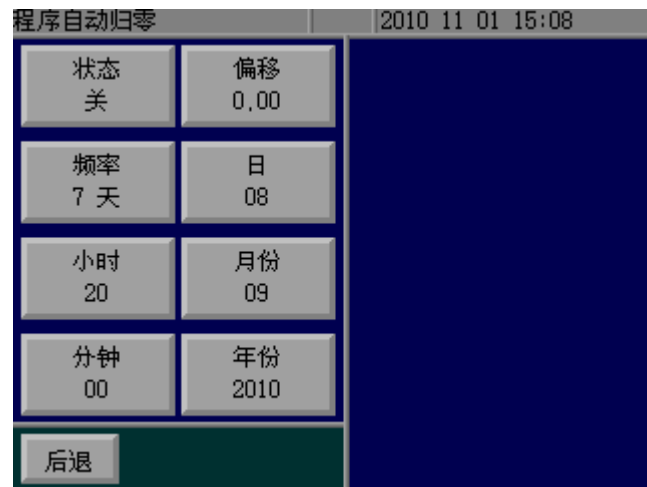 程序自动归零 2010 11 01 15:08
状态 偏移
关 0,00
频率 日
7 天 08
小时 月份
20 09
分钟 年份
00 2010
后退